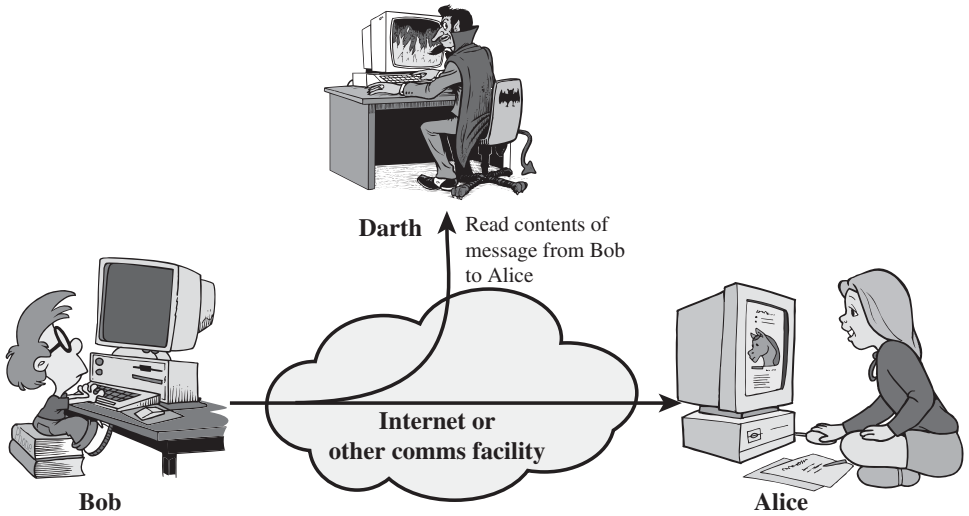 Darth
Read contents of
message from Bob
to Alice
Internet or
other comms facility
Bob
Alice